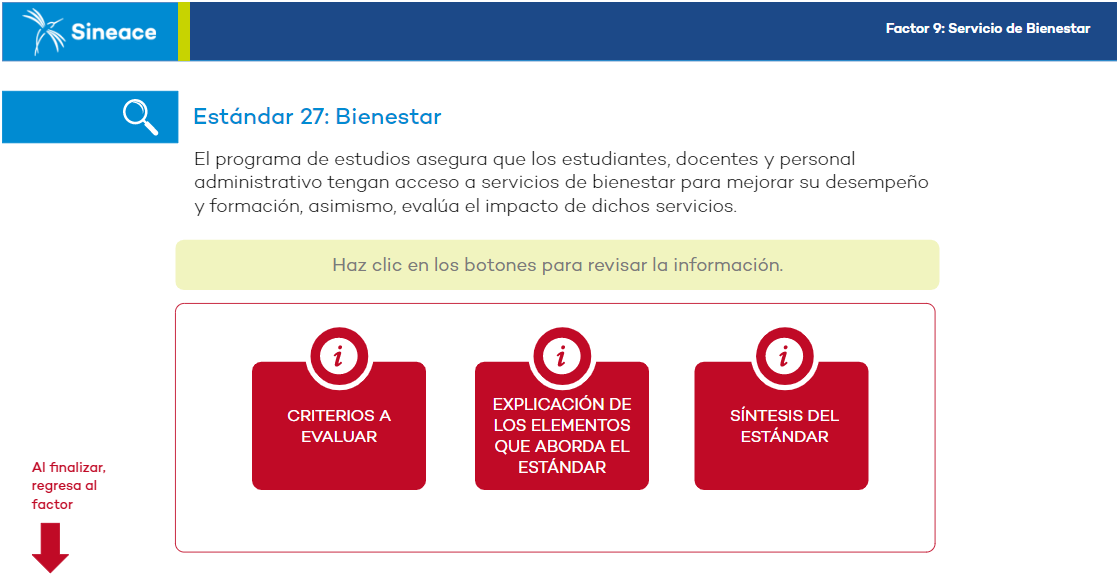 Sineace
Factor 9: Servicio de Bienestar
Estándar 27: Bienestar
El programa de estudios asegura que los estudiantes, docentes y personal
administrativo tengan acceso a servicios de bienestar para mejorar su desempeño
y formación, asimismo, evalúa el impacto de dichos servicios.
Haz clic en los botones para revisar la información.
i
CRITERIOS A
EVALUAR
i
EXPLICACIÓN DE
LOS ELEMENTOS
QUE ABORDA EL
ESTÁNDAR
i
SÍNTESIS DEL
ESTÁNDAR
Al finalizar,
regresa al
factor